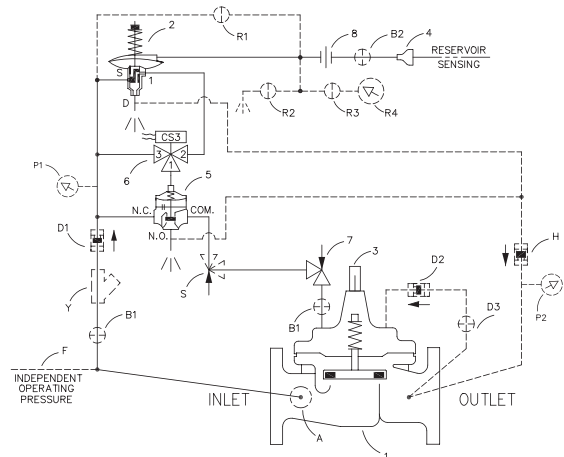 2
R1
8
B2
4
RESERVOIR
SENSING
S
1
D
R2
R3
R4
CS3
3
2
1
6
5
P1
N.C.
COM.
N.O.
D1
7
3
S
D2
H
Y
B1
B1
D3
P2
F
INDEPENDENT
OPERATING
PRESSURE
INLET
OUTLET
A
1